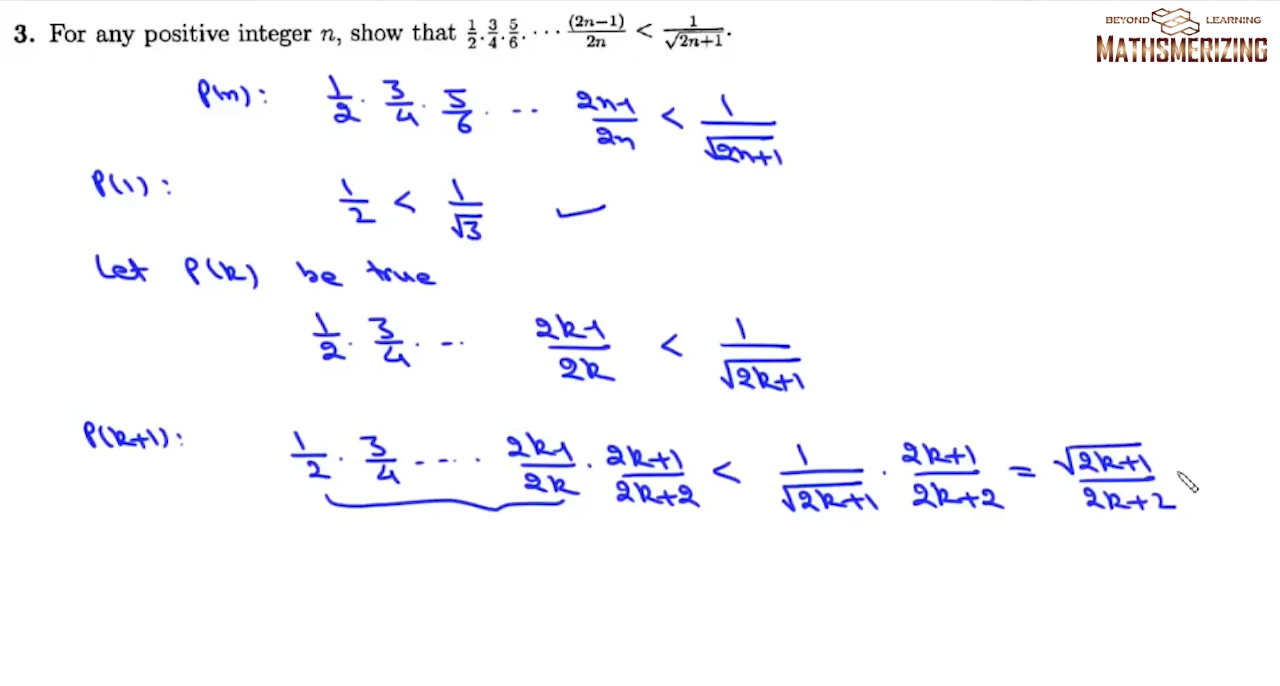 BEYOND LEARNING
MATHSMERIZING
3. For any positive integer n, show that 1/2 . 3/4 . 5/6 . ⋯ (2n−1)/2n < 1/√2n+1.
P(n): 1/2 · 3/4 · 5/6 · ⋯ 2n-1/2n < 1/√2n+1
P(1): 1/2 < 1/√3 ✓
Let P(k) be true
1/2 · 3/4 · ⋯ 2k-1/2k < 1/√2k+1
P(k+1): 1/2 · 3/4 ⋯ 2k-1/2k · 2k+1/2k+2 < 1/√2k+1 · 2k+1/2k+2 = √2k+1/2k+2